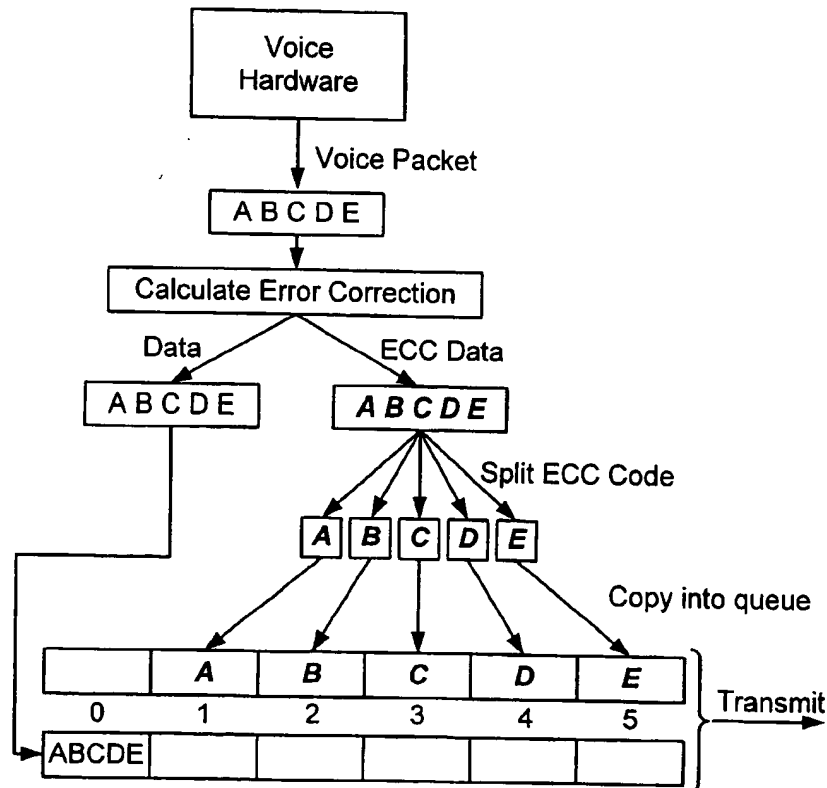 Voice
Hardware
Voice Packet
A B C D E
Calculate Error Correction
Data
ECC Data
A B C D E
A B C D E
Split ECC Code
A B C D E
Copy into queue
A B C D E
0 1 2 3 4 5
Transmit
ABCDE